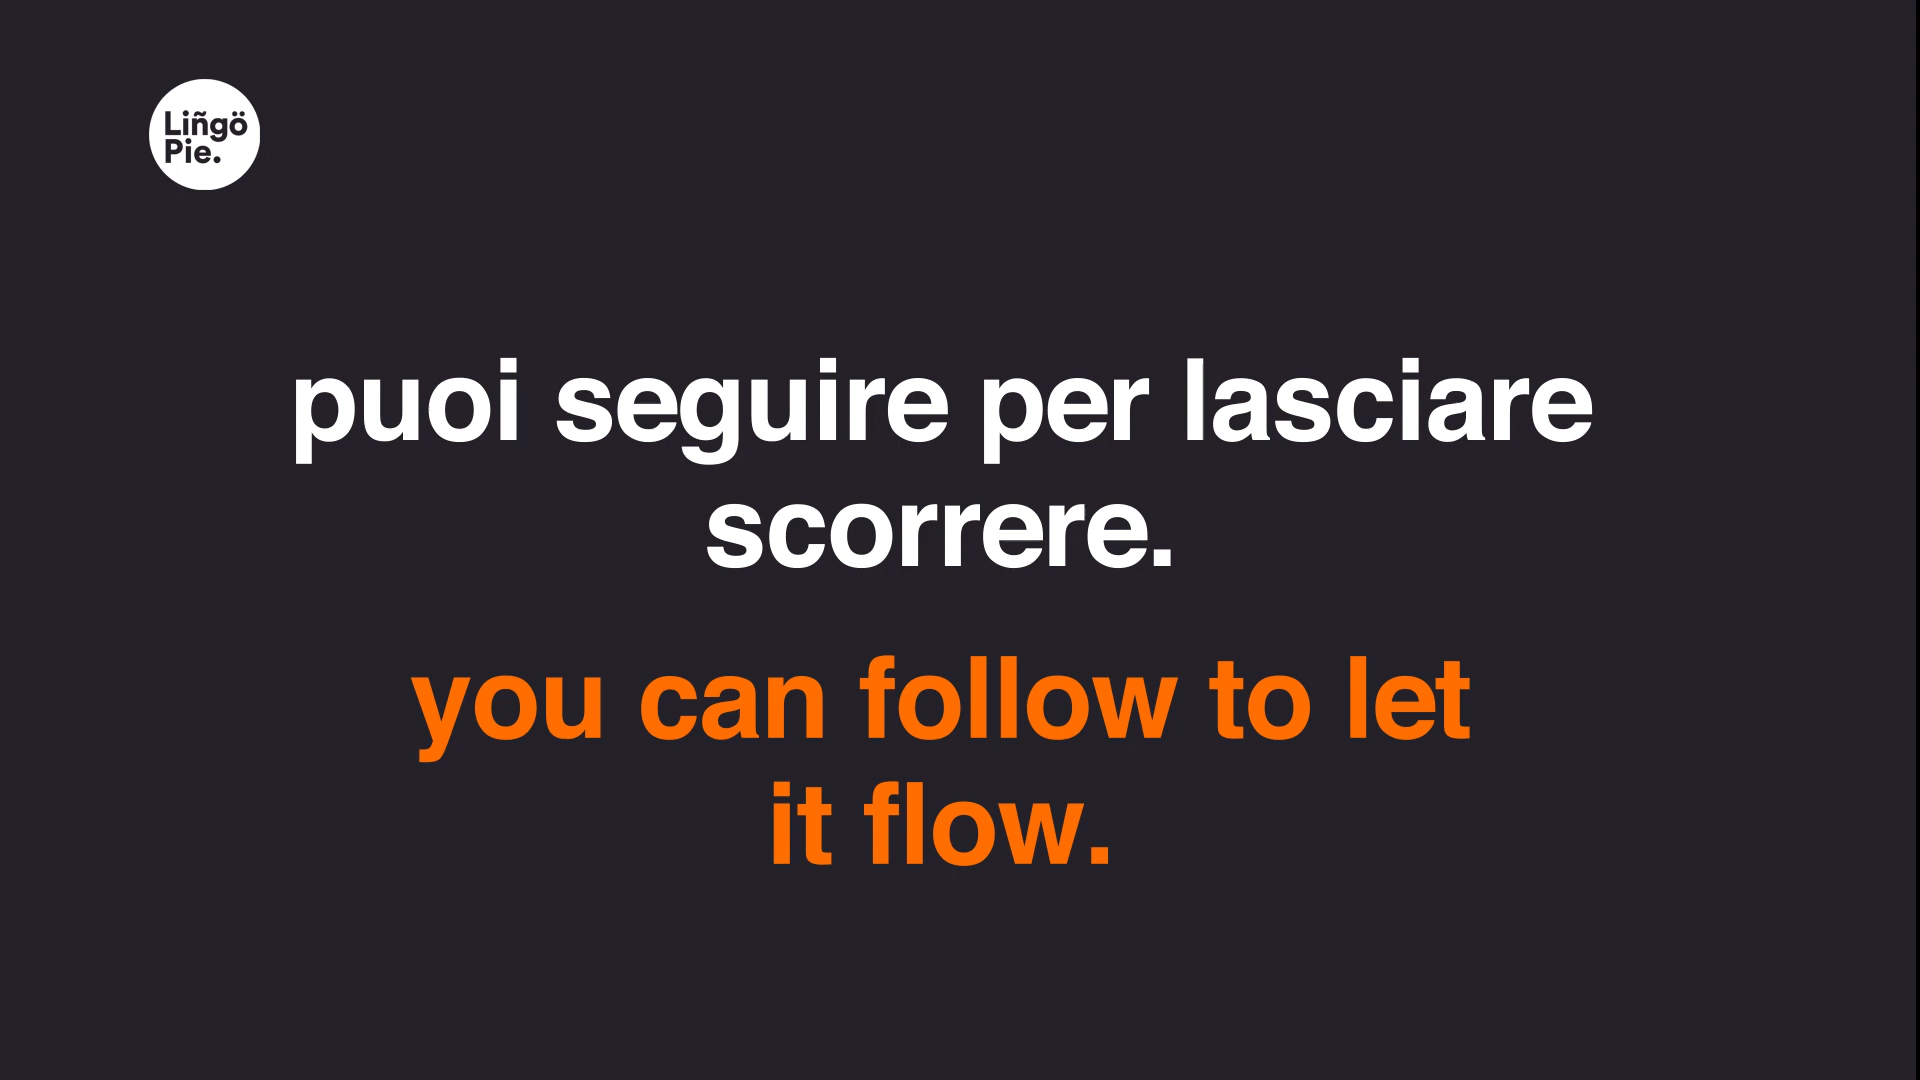 Liñgö
Pie.
puoi seguire per lasciare
scorrere.
you can follow to let
it flow.